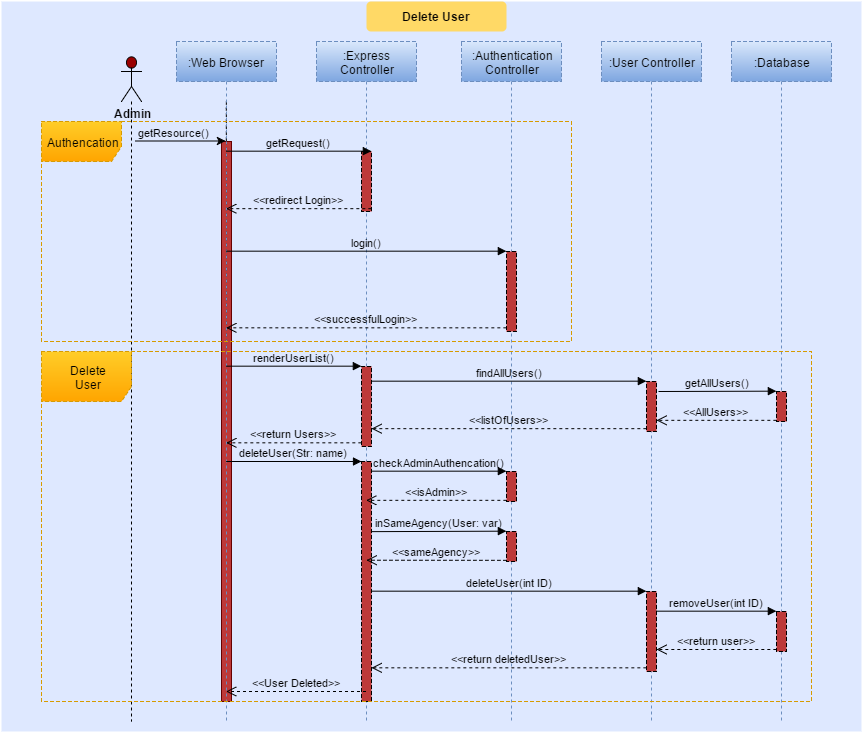 Delete User
:Web Browser
:Express
Controller
:Authentication
Controller
:User Controller
:Database
Admin
Authencation
getResource()
getRequest()
<<redirect Login>>
login()
<<successfulLogin>>
Delete
User
renderUserList()
findAllUsers()
getAllUsers()
<<AllUsers>>
<<listOfUsers>>
<<return Users>>
deleteUser(Str: name)
checkAdminAuthencation()
<<isAdmin>>
inSameAgency(User: var)
<<sameAgency>>
deleteUser(int ID)
removeUser(int ID)
<<return user>>
<<return deletedUser>>
<<User Deleted>>